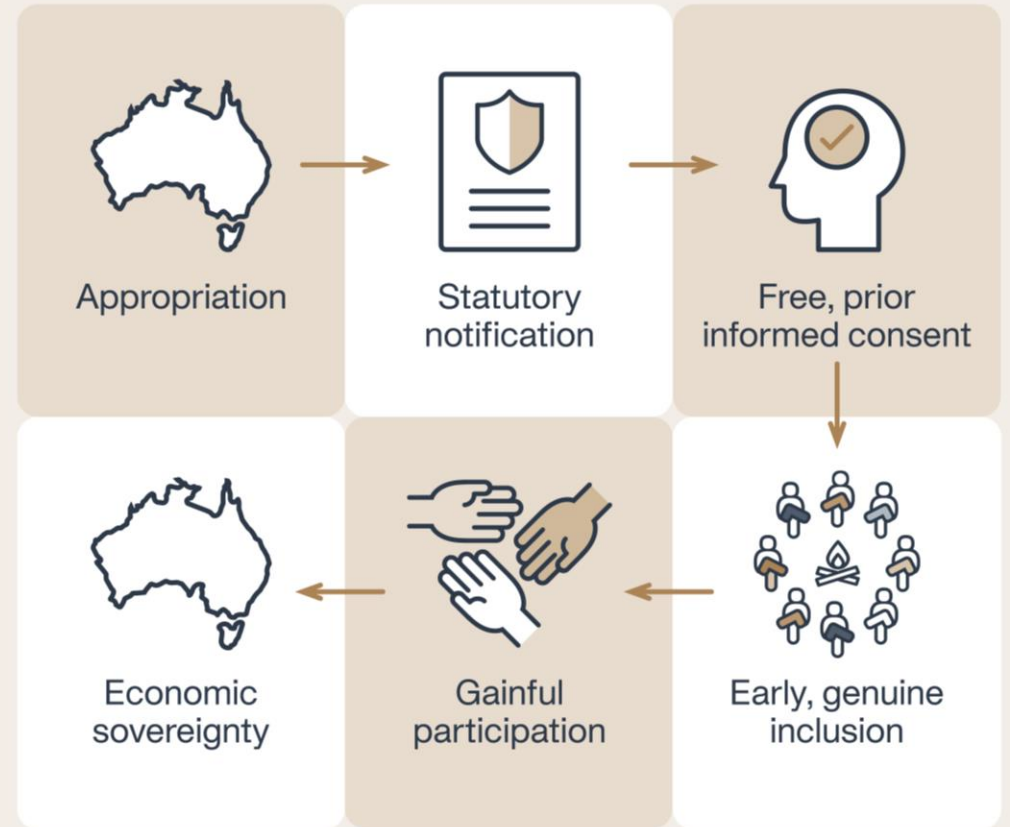 Appropriation
Statutory
notification
Free, prior
informed consent
Early, genuine
inclusion
Gainful
participation
Economic
sovereignty